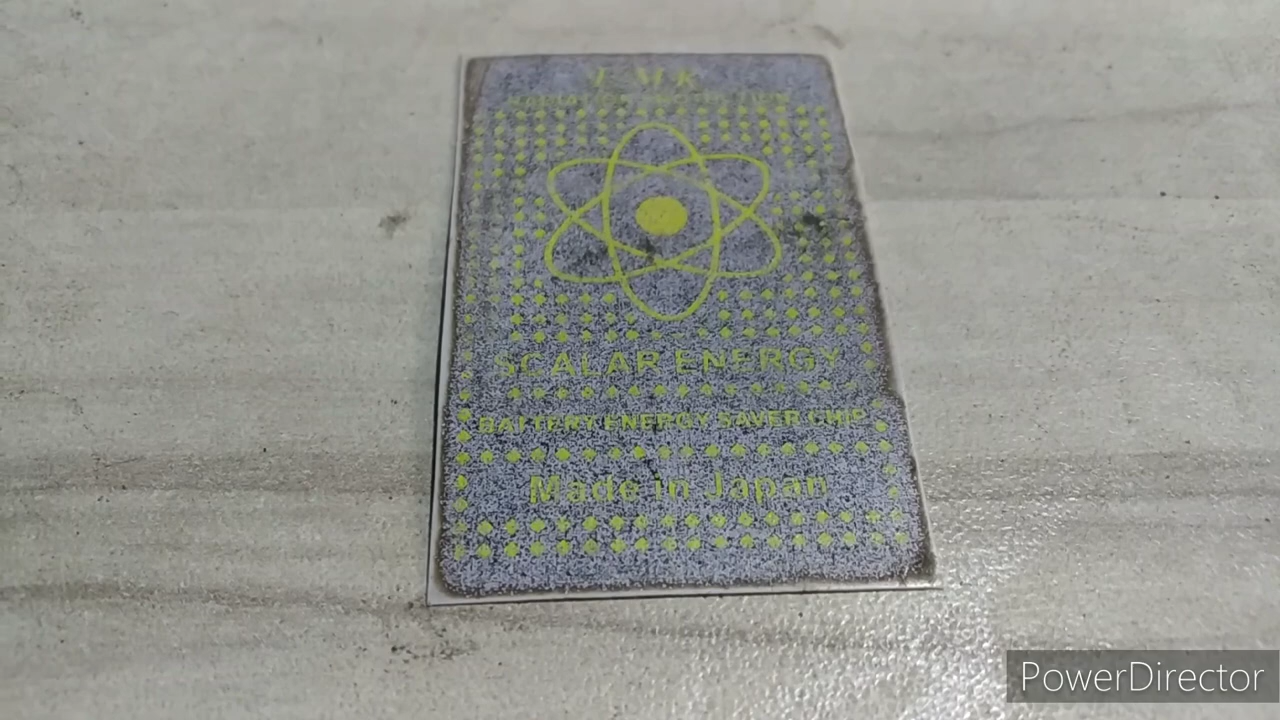 SCALAR ENERGY
BATTERY ENERGY SAVER CHIP
Made in Japan
PowerDirector